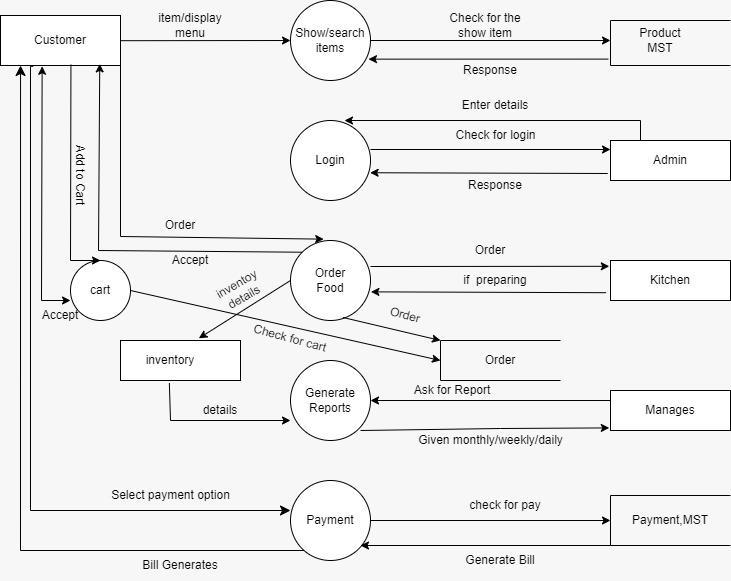 item/display
menu
Customer
Show/search
items
Check for the
show item
Response
Product
MST
Enter details
Check for login
Login
Response
Admin
Add to Cart
Order
Accept
cart
Accept
Order
Food
Order
if preparing
Kitchen
inventoy
details
Order
Check for cart
Order
inventory
details
Generate
Reports
Ask for Report
Given monthly/weekly/daily
Manages
Select payment option
Payment
check for pay
Payment,MST
Bill Generates
Generate Bill